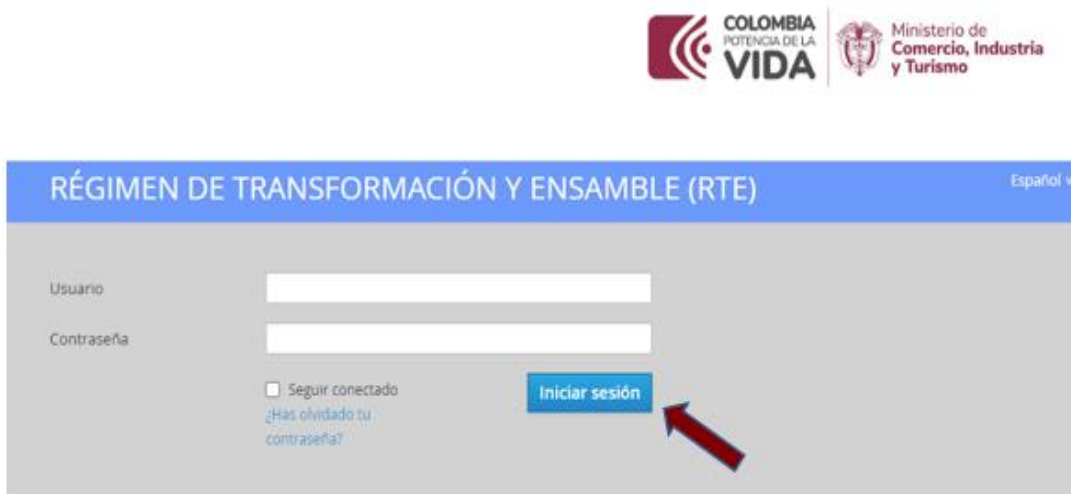 COLOMBIA
POTENCIA DE LA
VIDA
Ministerio de
Comercio, Industria
y Turismo
RÉGIMEN DE TRANSFORMACIÓN Y ENSAMBLE (RTE)
Español
Usuario
Contraseña
Seguir conectado
Iniciar sesión
¿Has olvidado tu
contraseña?